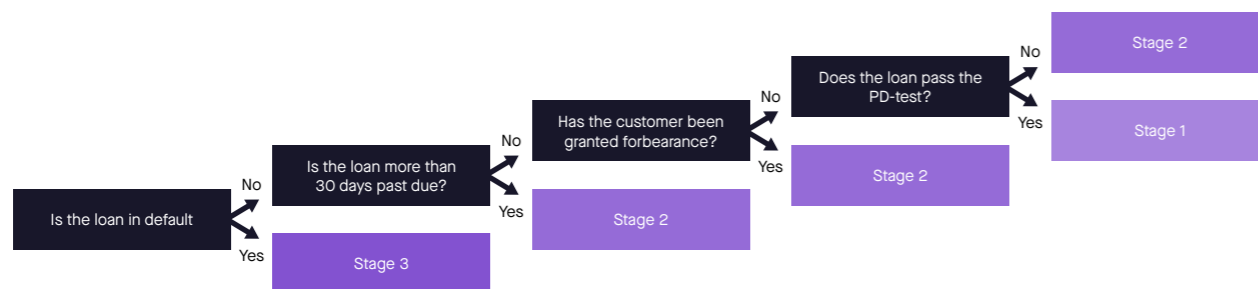 Is the loan in default
No
Yes
Stage 3
Is the loan more than
30 days past due?
No
Yes
Stage 2
Has the customer been
granted forbearance?
No
Yes
Stage 2
Does the loan pass the
PD-test?
No
Yes
Stage 2
Stage 1